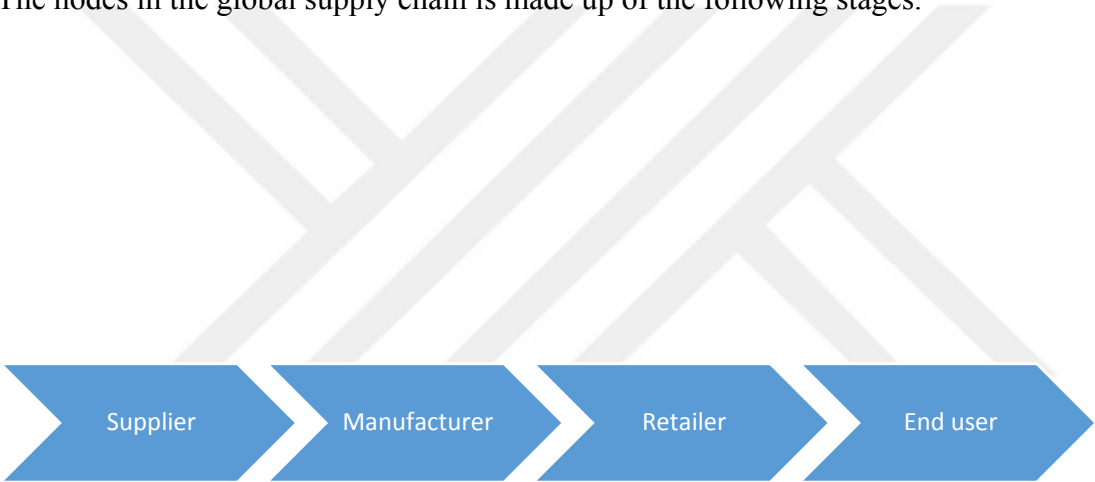 The nodes in the global supply chain is made up of the following stages:
Supplier
Manufacturer
Retailer
End user